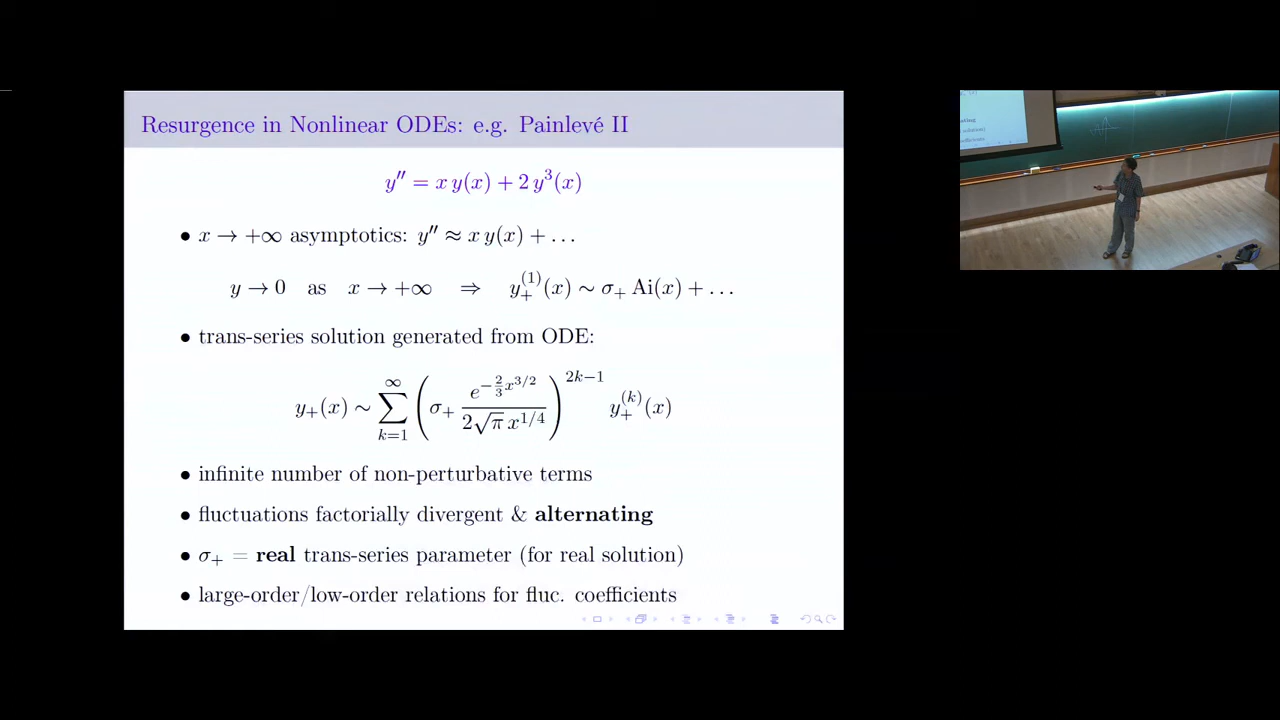 Resurgence in Nonlinear ODEs: e.g. Painlevé II
y″ = x y(x) + 2 y³(x)
• x → +∞ asymptotics: y″ ≈ x y(x) + …
y → 0 as x → +∞ ⇒ y₊⁽¹⁾(x) ∼ σ₊ Ai(x) + …
• trans-series solution generated from ODE:
y₊(x) ∼ ∑_{k=1}^{∞} (σ₊ e^{−2/3 x^{3/2}} / (2√π x^{1/4}))^{2k−1} y₊^{(k)}(x)
• infinite number of non-perturbative terms
• fluctuations factorially divergent & alternating
• σ₊ = real trans-series parameter (for real solution)
• large-order/low-order relations for fluc. coefficients